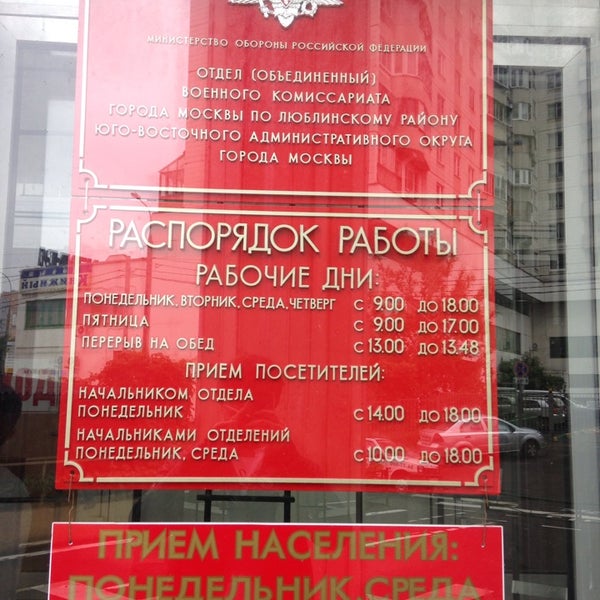 МИНИСТЕРСТВО ОБОРОНЫ РОССИЙСКОЙ ФЕДЕРАЦИИ
ОТДЕЛ (ОБЪЕДИНЕННЫЙ)
ВОЕННОГО КОМИССАРИАТА
ГОРОДА МОСКВЫ ПО ЛЮБЛИНСКОМУ РАЙОНУ
ЮГО-ВОСТОЧНОГО АДМИНИСТРАТИВНОГО ОКРУГА
ГОРОДА МОСКВЫ
РАСПОРЯДОК РАБОТЫ
РАБОЧИЕ ДНИ:
ПОНЕДЕЛЬНИК, ВТОРНИК, СРЕДА, ЧЕТВЕРГ С 9.00 ДО 18.00
ПЯТНИЦА С 9.00 ДО 17.00
ПЕРЕРЫВ НА ОБЕД С 13.00 ДО 13.48
ПРИЕМ ПОСЕТИТЕЛЕЙ:
НАЧАЛЬНИКОМ ОТДЕЛА
ПОНЕДЕЛЬНИК С 14.00 ДО 18.00
НАЧАЛЬНИКАМИ ОТДЕЛЕНИЙ
ПОНЕДЕЛЬНИК, СРЕДА С 10.00 ДО 18.00
ПРИЕМ НАСЕЛЕНИЯ:
ПОНЕДЕЛЬНИК, СРЕДА